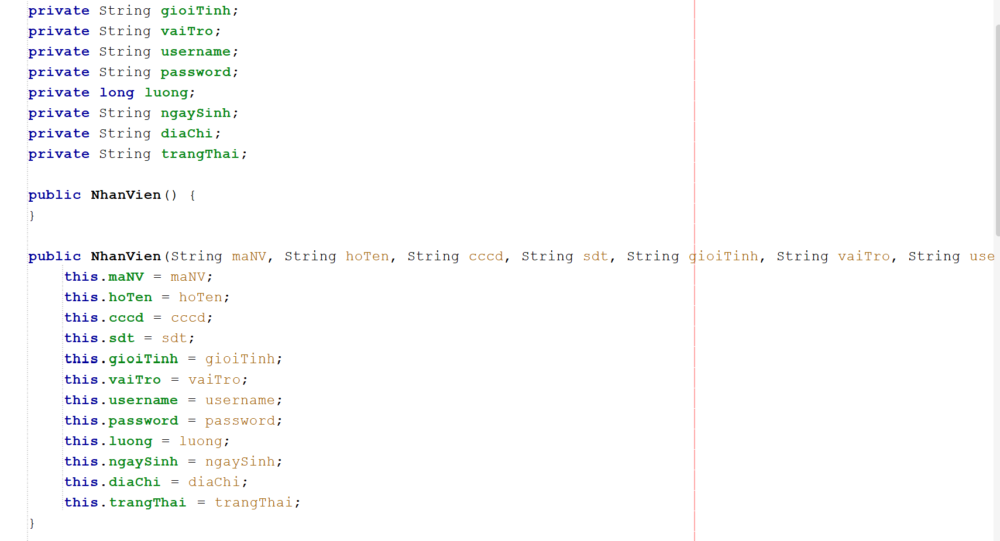 private String gioiTinh;
private String vaiTro;
private String username;
private String password;
private long luong;
private String ngaySinh;
private String diaChi;
private String trangThai;
public NhanVien() {
}
public NhanVien(String maNV, String hoTen, String cccd, String sdt, String gioiTinh, String vaiTro, String use
this.maNV = maNV;
this.hoTen = hoTen;
this.cccd = cccd;
this.sdt = sdt;
this.gioiTinh = gioiTinh;
this.vaiTro = vaiTro;
this.username = username;
this.password = password;
this.luong = luong;
this.ngaySinh = ngaySinh;
this.diaChi = diaChi;
this.trangThai = trangThai;
}